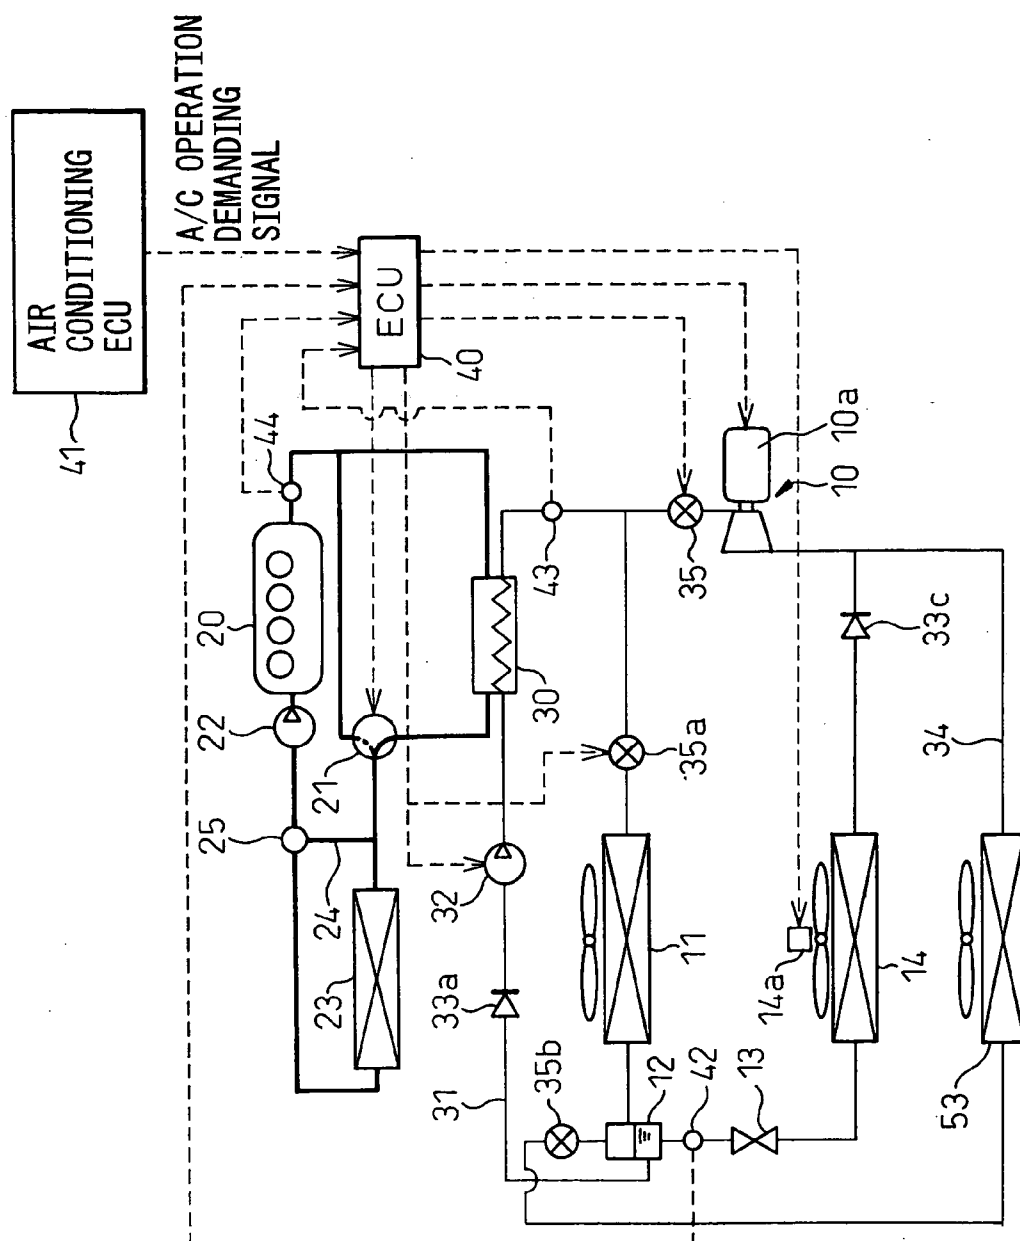 AIR
CONDITIONING
ECU
41
A/C OPERATION
DEMANDING
SIGNAL
ECU
40
44
20
22
21
25
24
23
30
43
35
10a
10
33c
35a
32
33a
31
11
34
14a
14
35b
12
42
13
53